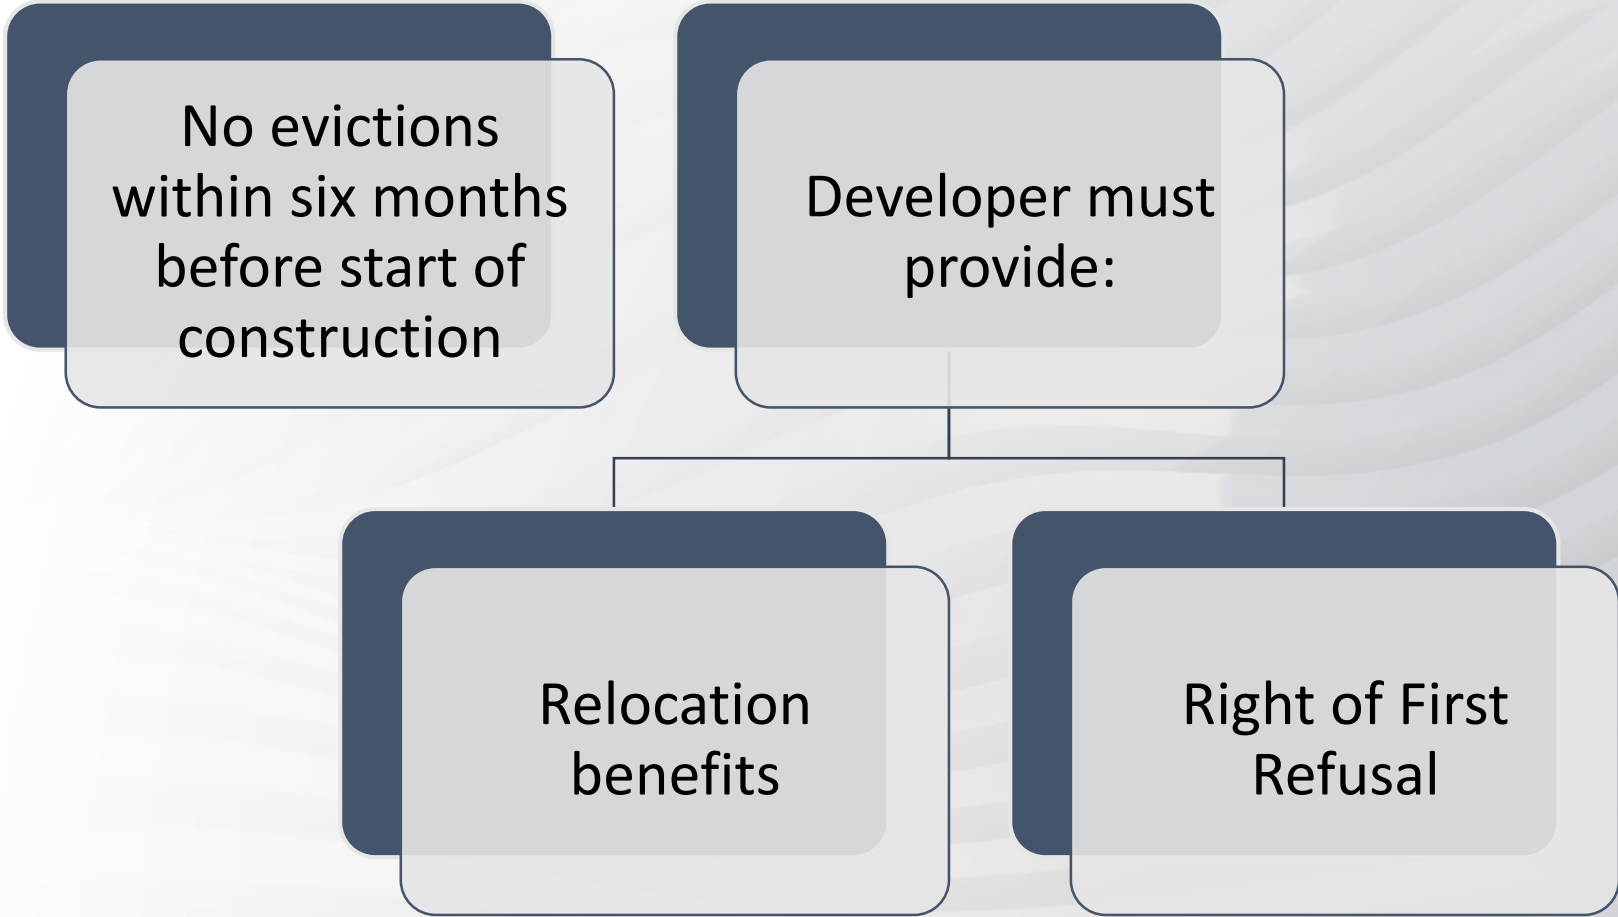 No evictions
within six months
before start of
construction
Developer must
provide:
Relocation
benefits
Right of First
Refusal